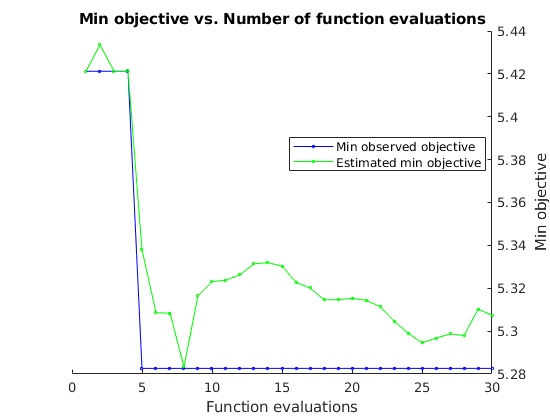 Min objective vs. Number of function evaluations
5.44
5.42
5.4
5.38
5.36
5.34
5.32
5.3
5.28
Min objective
Min observed objective
Estimated min objective
0 5 10 15 20 25 30
Function evaluations